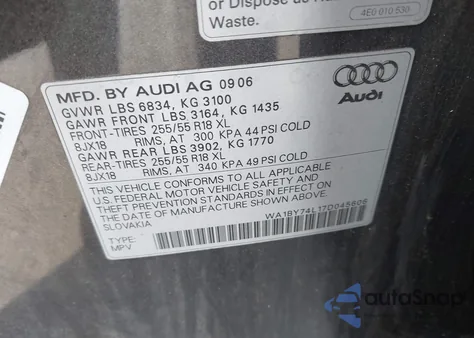 or Dispose
Waste.
4E0 010 530
MFD. BY AUDI AG 09 06
GVWR LBS 6834, KG 3100
GAWR FRONT LBS 3164, KG 1435
FRONT-TIRES 255/55 R18 XL
8JX18 RIMS, AT 300 KPA 44 PSI COLD
GAWR REAR LBS 3902, KG 1770
REAR-TIRES 255/55 R18 XL
8JX18 RIMS, AT 340 KPA 49 PSI COLD
THIS VEHICLE CONFORMS TO ALL APPLICABLE
U.S. FEDERAL MOTOR VEHICLE
SAFETY STANDARDS IN EFFECT ON THE DATE
OF MANUFACTURE SHOWN ABOVE.
SLOVAKIA
TYPE:
MPV
Audi
autoSnap